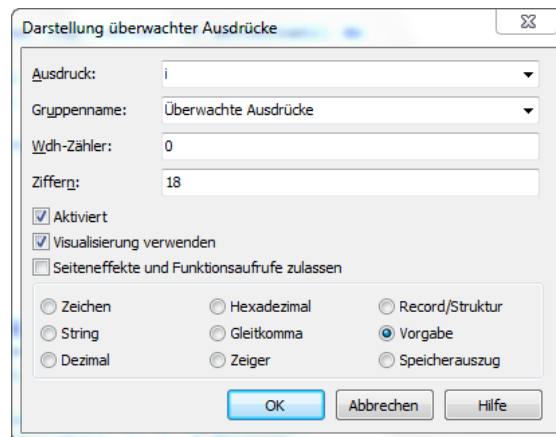 Darstellung überwachter Ausdrücke
Ausdruck: i
Gruppenname: Überwachte Ausdrücke
Wdh-Zähler: 0
Ziffern: 18
Aktiviert
Visualisierung verwenden
Seiteneffekte und Funktionsaufrufe zulassen
Zeichen Hexadezimal Record/Struktur
String Gleitkomma Vorgabe
Dezimal Zeiger Speicherauszug
OK Abbrechen Hilfe